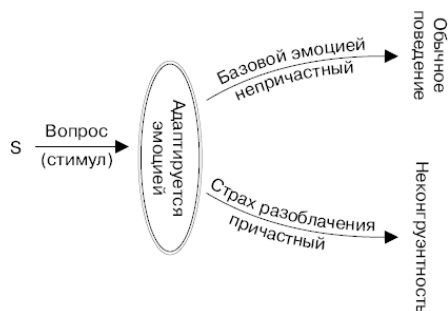 S
Вопрос
(стимул)
Адаптируется
эмоцией
Базовой эмоцией
непричастный
Обычное
поведение
Страх разоблачения
причастный
Неконгруэнтность